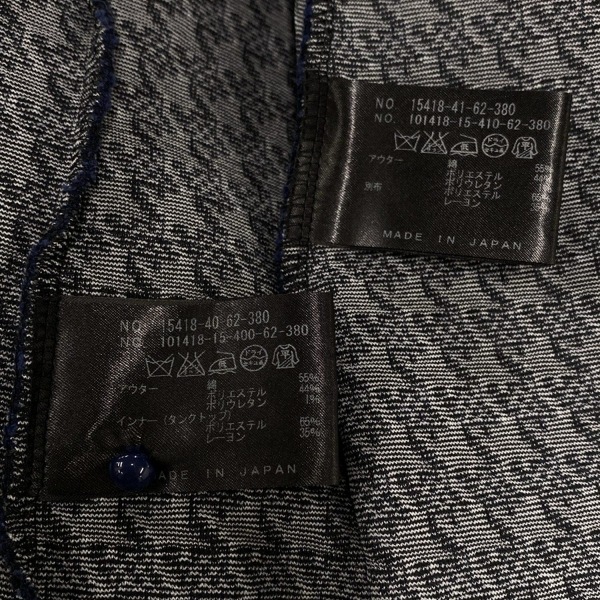 NO. 15418-41-62-380
NO. 101418-15-410-62-380
アウター 綿 55%
ポリエステル 44%
ポリウレタン
別布 ポリエステル
レーヨン
MADE IN JAPAN
NO. 15418-40-62-380
NO. 101418-15-400-62-380
アウター 綿 55%
ポリエステル 44%
ポリウレタン 1%
インナー (タンクトップ)
ポリエステル 65%
レーヨン 35%
MADE IN JAPAN